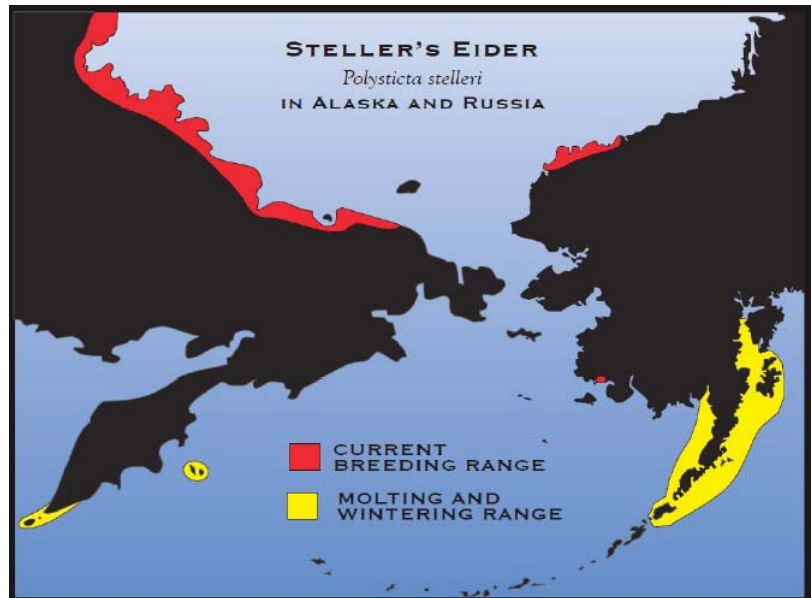 STELLER'S EIDER
Polysticta stelleri
IN ALASKA AND RUSSIA
CURRENT
BREEDING RANGE
MOLTING AND
WINTERING RANGE